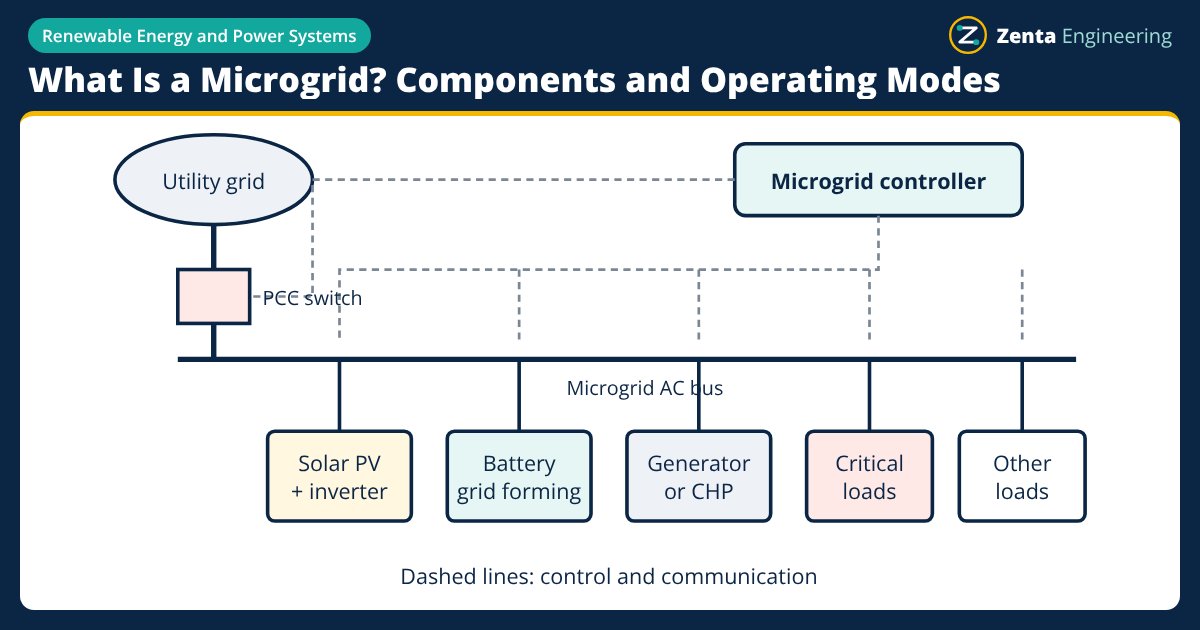 Renewable Energy and Power Systems
Zenta Engineering
What Is a Microgrid? Components and Operating Modes
Utility grid
Microgrid controller
PCC switch
Microgrid AC bus
Solar PV
+ inverter
Battery
grid forming
Generator
or CHP
Critical
loads
Other
loads
Dashed lines: control and communication